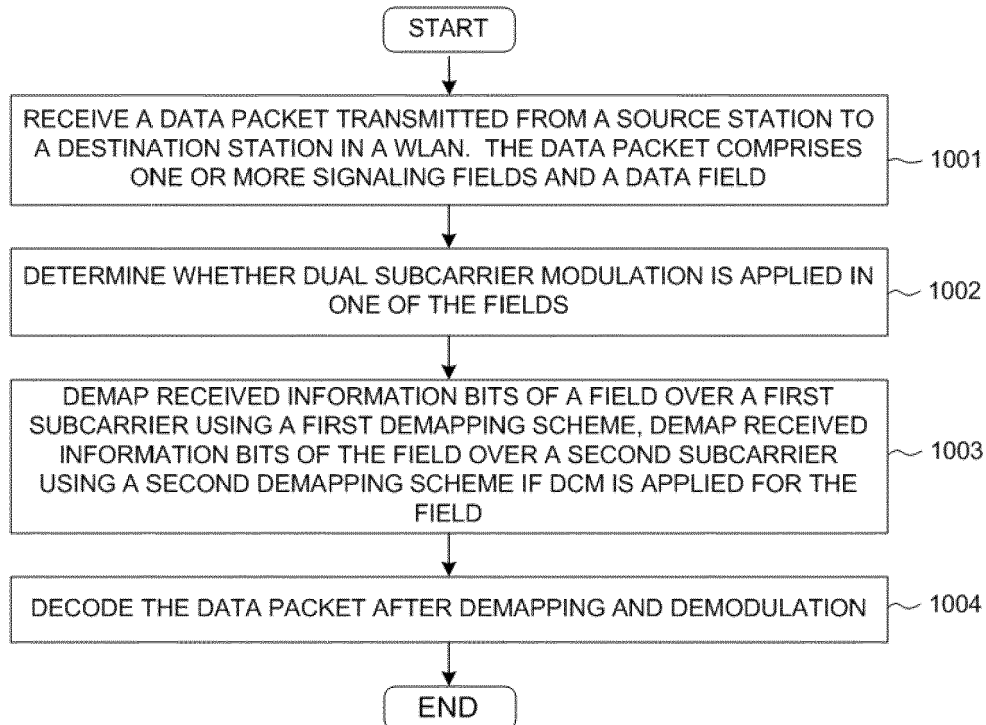 START
RECEIVE A DATA PACKET TRANSMITTED FROM A SOURCE STATION TO
A DESTINATION STATION IN A WLAN. THE DATA PACKET COMPRISES
ONE OR MORE SIGNALING FIELDS AND A DATA FIELD
1001
DETERMINE WHETHER DUAL SUBCARRIER MODULATION IS APPLIED IN
ONE OF THE FIELDS
1002
DEMAP RECEIVED INFORMATION BITS OF A FIELD OVER A FIRST
SUBCARRIER USING A FIRST DEMAPPING SCHEME, DEMAP RECEIVED
INFORMATION BITS OF THE FIELD OVER A SECOND SUBCARRIER
USING A SECOND DEMAPPING SCHEME IF DCM IS APPLIED FOR THE
FIELD
1003
DECODE THE DATA PACKET AFTER DEMAPPING AND DEMODULATION
1004
END